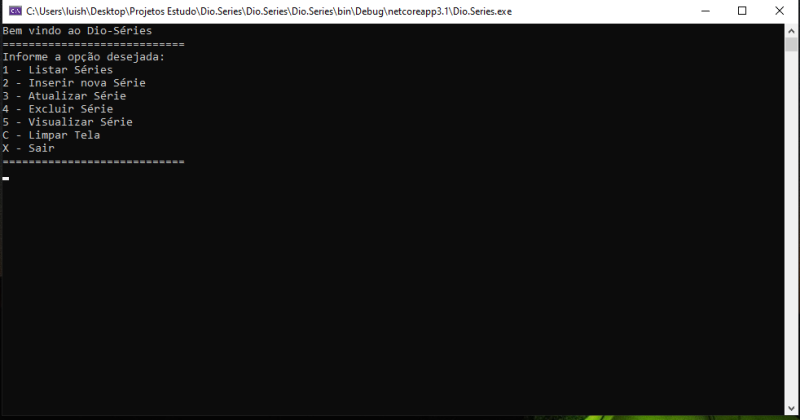 C:\Users\luish\Desktop\Projetos Estudo\Dio.Series\Dio.Series\Dio.Series\bin\Debug\netcoreapp3.1\Dio.Series.exe
Bem vindo ao Dio-Séries
============================
Informe a opção desejada:
1 - Listar Séries
2 - Inserir nova Série
3 - Atualizar Série
4 - Excluir Série
5 - Visualizar Série
C - Limpar Tela
X - Sair
============================